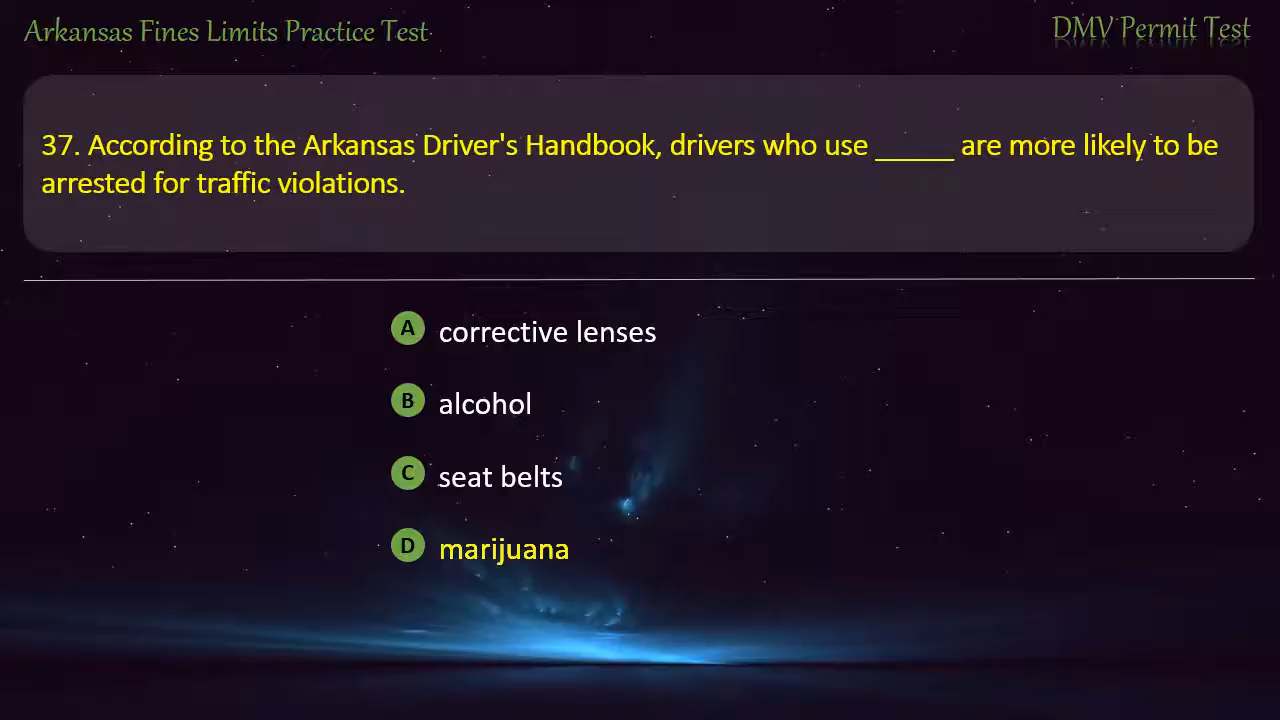 Arkansas Fines Limits Practice Test
DMV Permit Test
37. According to the Arkansas Driver's Handbook, drivers who use _____ are more likely to be
arrested for traffic violations.
A corrective lenses
B alcohol
C seat belts
D marijuana